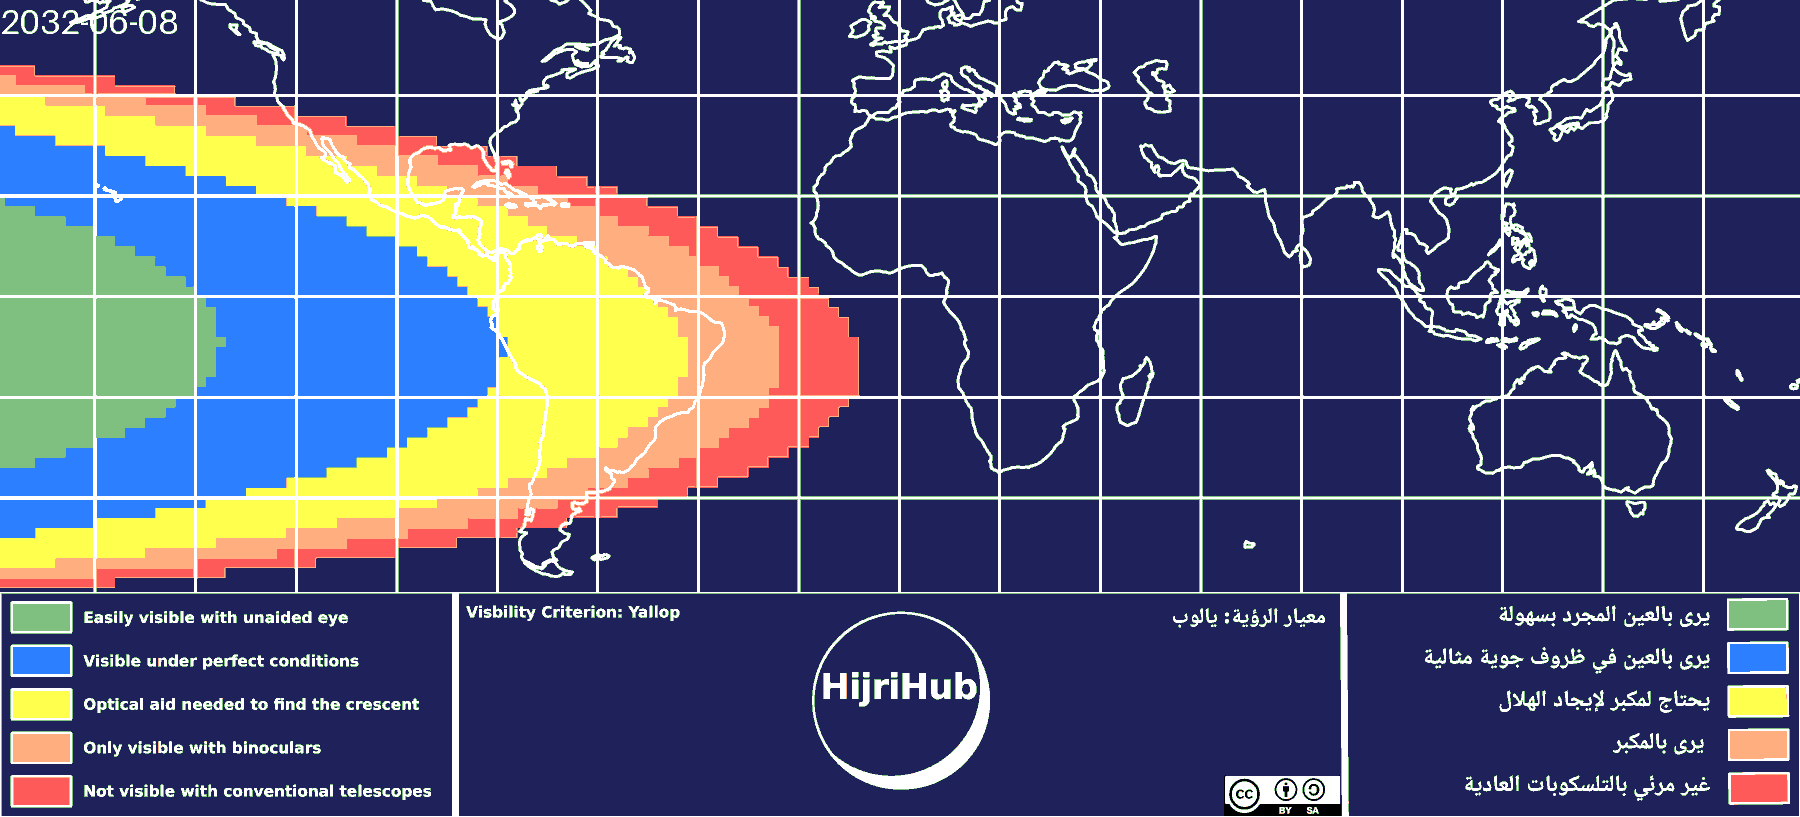 2032-06-08
Easily visible with unaided eye
Visible under perfect conditions
Optical aid needed to find the crescent
Only visible with binoculars
Not visible with conventional telescopes
Visbility Criterion: Yallop
معيار الرؤية: يالوب
HijriHub
cc
BY SA
يرى بالعين المجرد بسهولة
يرى بالعين في ظروف جوية مثالية
يحتاج لمكبر لإيجاد الهلال
يرى بالمكبر
غير مرئي بالتلسكوبات العادية